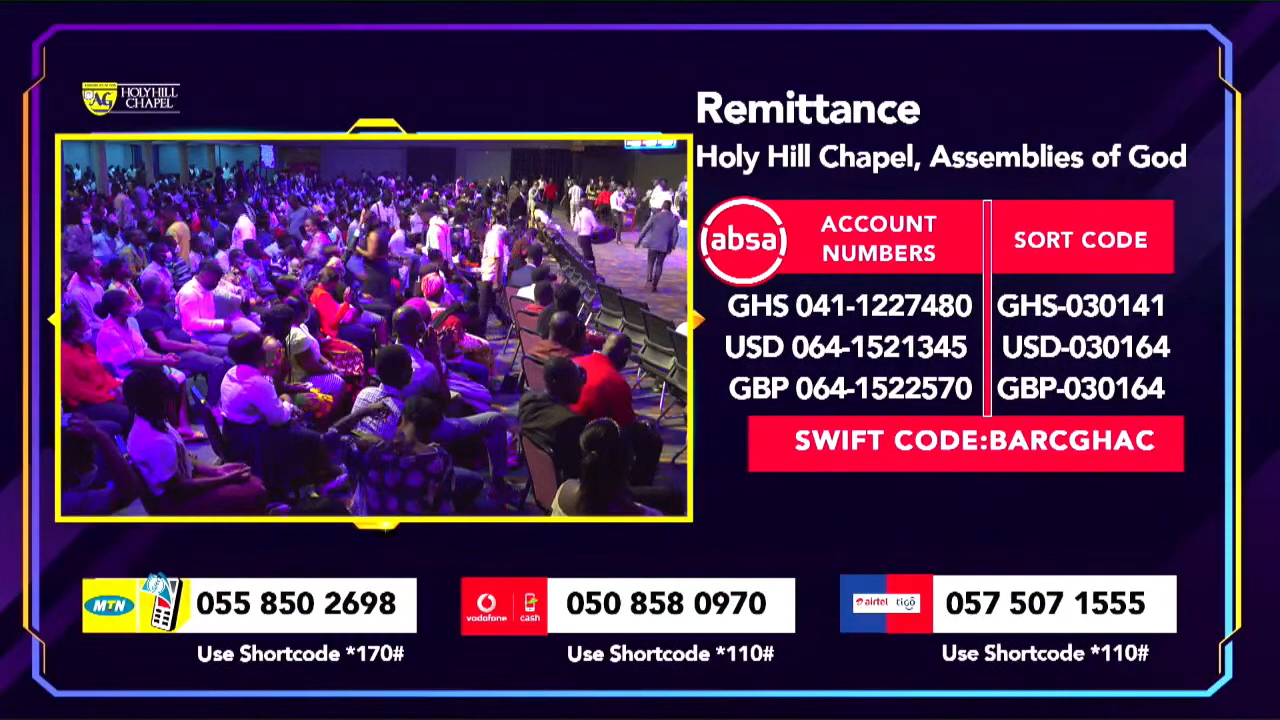 HOLYHILL
CHAPEL
Remittance
Holy Hill Chapel, Assemblies of God
absa
ACCOUNT
NUMBERS
SORT CODE
GHS 041-1227480
GHS-030141
USD 064-1521345
USD-030164
GBP 064-1522570
GBP-030164
SWIFT CODE:BARCGHAC
MTN
055 850 2698
vodafone
cash
050 858 0970
airtel
tigo
057 507 1555
Use Shortcode *170#
Use Shortcode *110#
Use Shortcode *110#